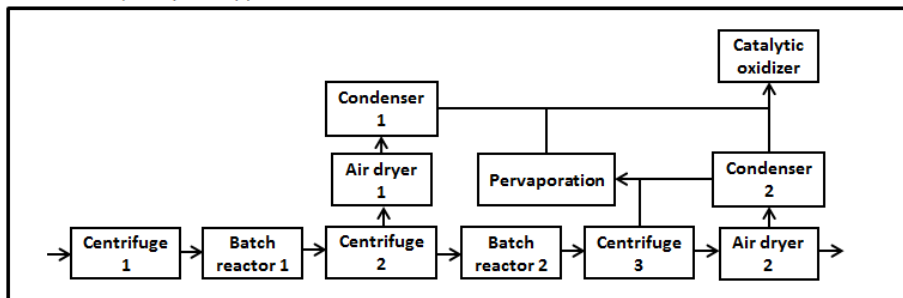 Catalytic
oxidizer
Condenser
1
Air dryer
1
Pervaporation
Condenser
2
Centrifuge
1
Batch
reactor 1
Centrifuge
2
Batch
reactor 2
Centrifuge
3
Air dryer
2